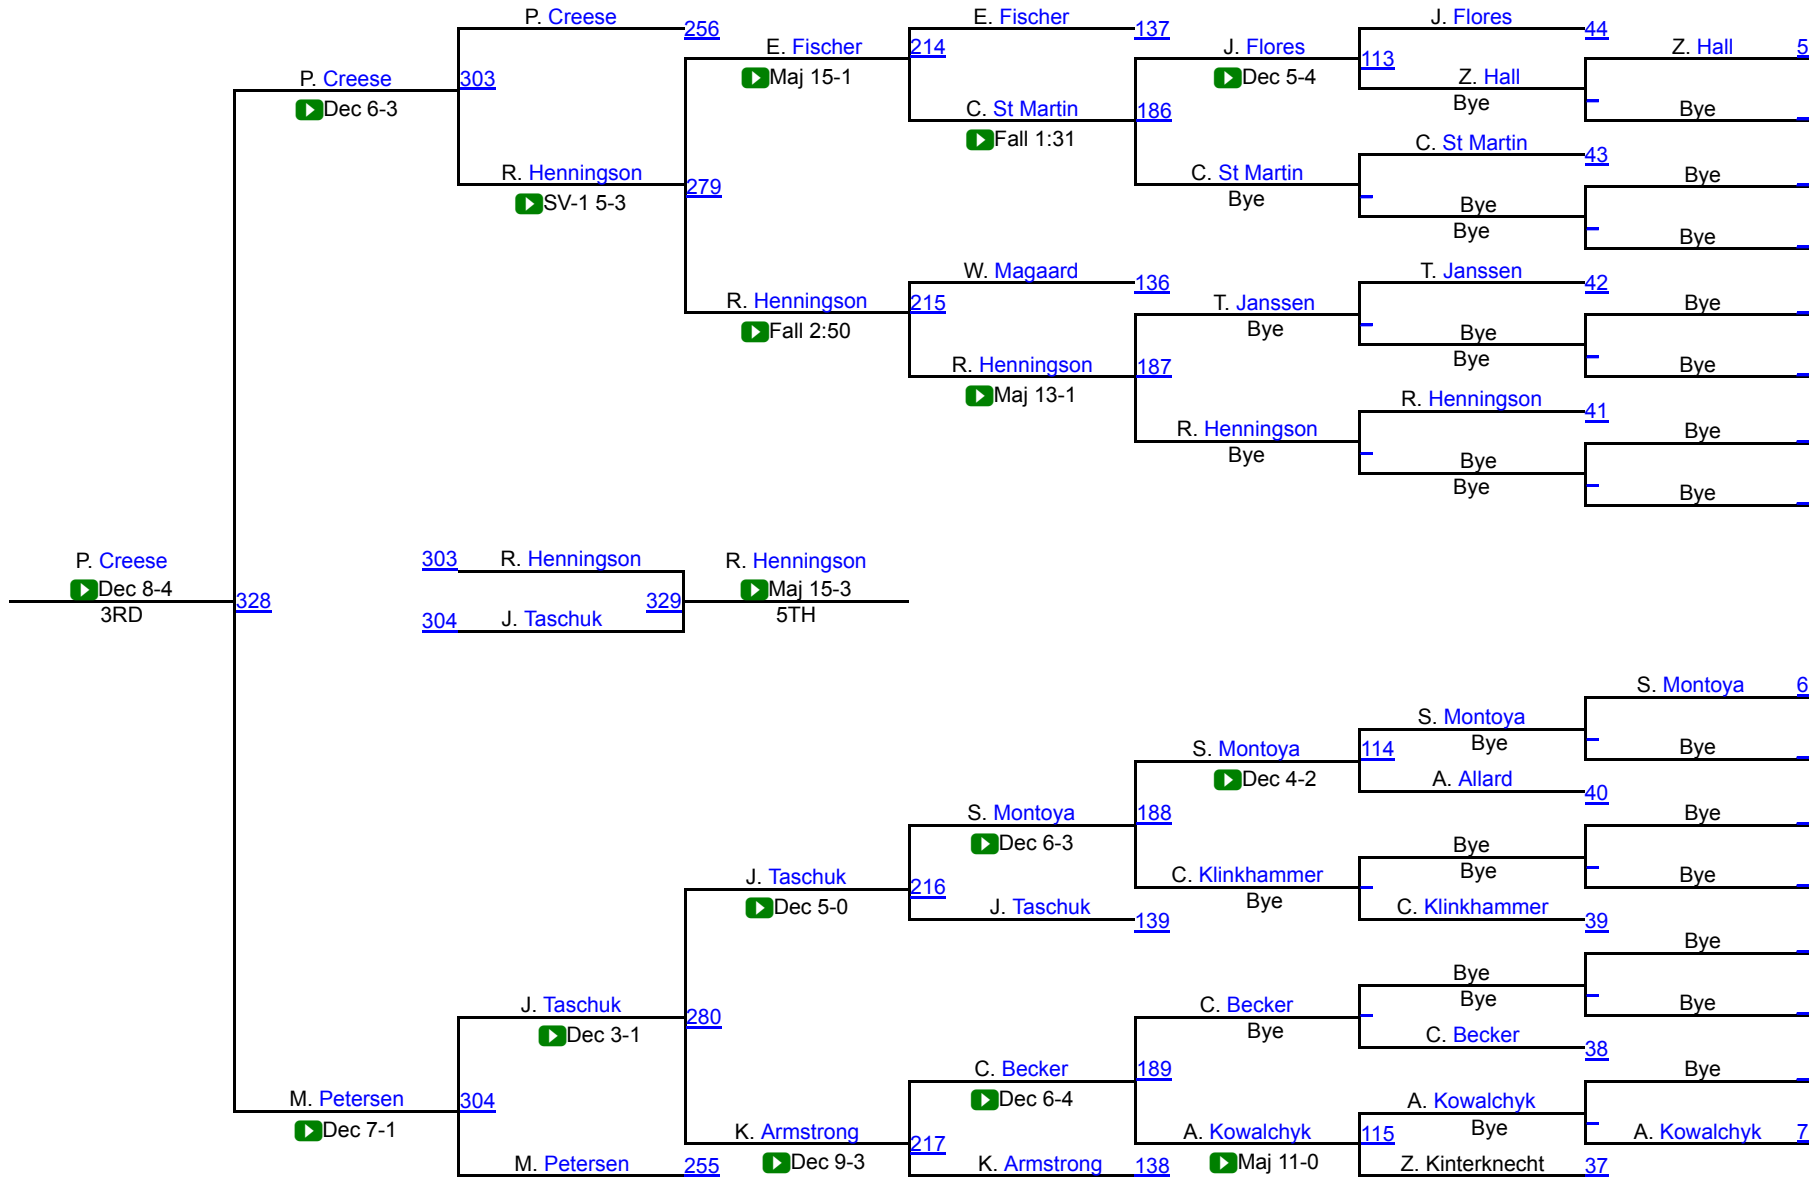 P. Creese
256
E. Fischer
137
J. Flores
44
Z. Hall
5
E. Fischer
214
J. Flores
113
Maj 15-1
Dec 5-4
P. Creese
303
Z. Hall
Bye
Dec 6-3
C. St Martin
186
Bye
Fall 1:31
C. St Martin
43
R. Henningson
279
C. St Martin
Bye
SV-1 5-3
Bye
Bye
Bye
Bye
W. Magaard
136
T. Janssen
42
R. Henningson
215
T. Janssen
Bye
Fall 2:50
Bye
Bye
Bye
R. Henningson
187
Bye
Maj 13-1
R. Henningson
41
R. Henningson
Bye
Bye
Bye
Bye
Bye
P. Creese
303
R. Henningson
R. Henningson
Dec 8-4
Maj 15-3
328
329
3RD
5TH
304
J. Taschuk
S. Montoya
6
S. Montoya
Bye
S. Montoya
114
Bye
Dec 4-2
A. Allard
40
S. Montoya
188
Bye
Dec 6-3
Bye
Bye
J. Taschuk
216
C. Klinkhammer
Bye
Bye
Dec 5-0
J. Taschuk
139
C. Klinkhammer
39
Bye
Bye
Bye
J. Taschuk
280
C. Becker
Bye
Bye
Dec 3-1
C. Becker
38
C. Becker
189
Bye
Dec 6-4
M. Petersen
304
A. Kowalchyk
Bye
Dec 7-1
K. Armstrong
217
A. Kowalchyk
115
A. Kowalchyk
7
Dec 9-3
Maj 11-0
M. Petersen
255
K. Armstrong
138
Z. Kinterknecht
37